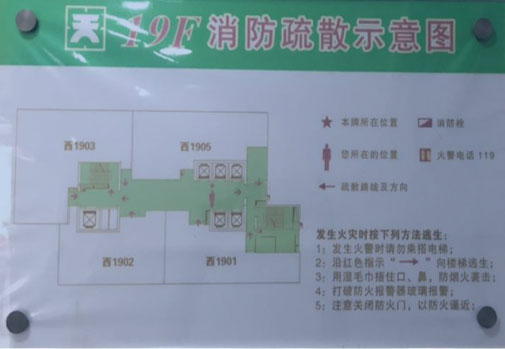 天 19F 消防疏散示意图
西1903
西1905
西1902
西1901
本牌所在位置
消防栓
您所在的位置
火警电话 119
疏散路线及方向
发生火灾时按下列方法逃生：
1；发生火警时请勿乘搭电梯；
2；沿红色指示“→”向楼梯逃生；
3；用湿毛巾捂住口、鼻，防烟火袭击；
4；打破防火报警器玻璃报警；
5；注意关闭防火门，以防火逼近；